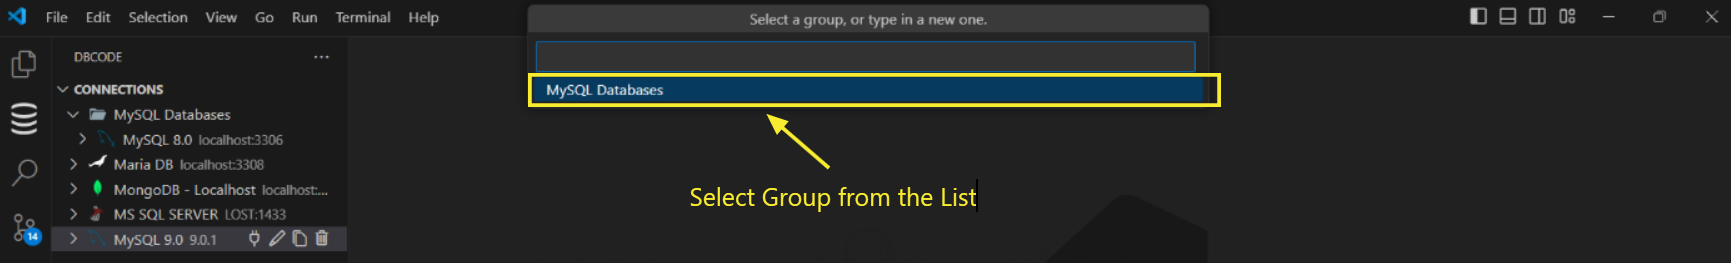 File Edit Selection View Go Run Terminal Help
Select a group, or type in a new one.
DBCODE
CONNECTIONS
MySQL Databases
MySQL Databases
MySQL 8.0 localhost:3306
Maria DB localhost:3308
MongoDB - Localhost localhost:...
MS SQL SERVER LOST:1433
MySQL 9.0 9.0.1
14
Select Group from the List